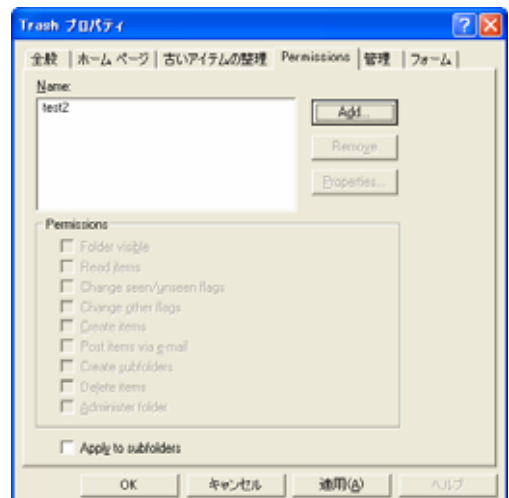 Trash プロパティ
全般 ホーム ページ 古いアイテムの整理 Permissions 管理 フォーム
Name:
test2
Add...
Remove
Properties...
Permissions
Folder visible
Read items
Change seen/unseen flags
Change other flags
Create items
Post items via e-mail
Create subfolders
Delete items
Administer folder
Apply to subfolders
OK キャンセル 適用(A) ヘルプ